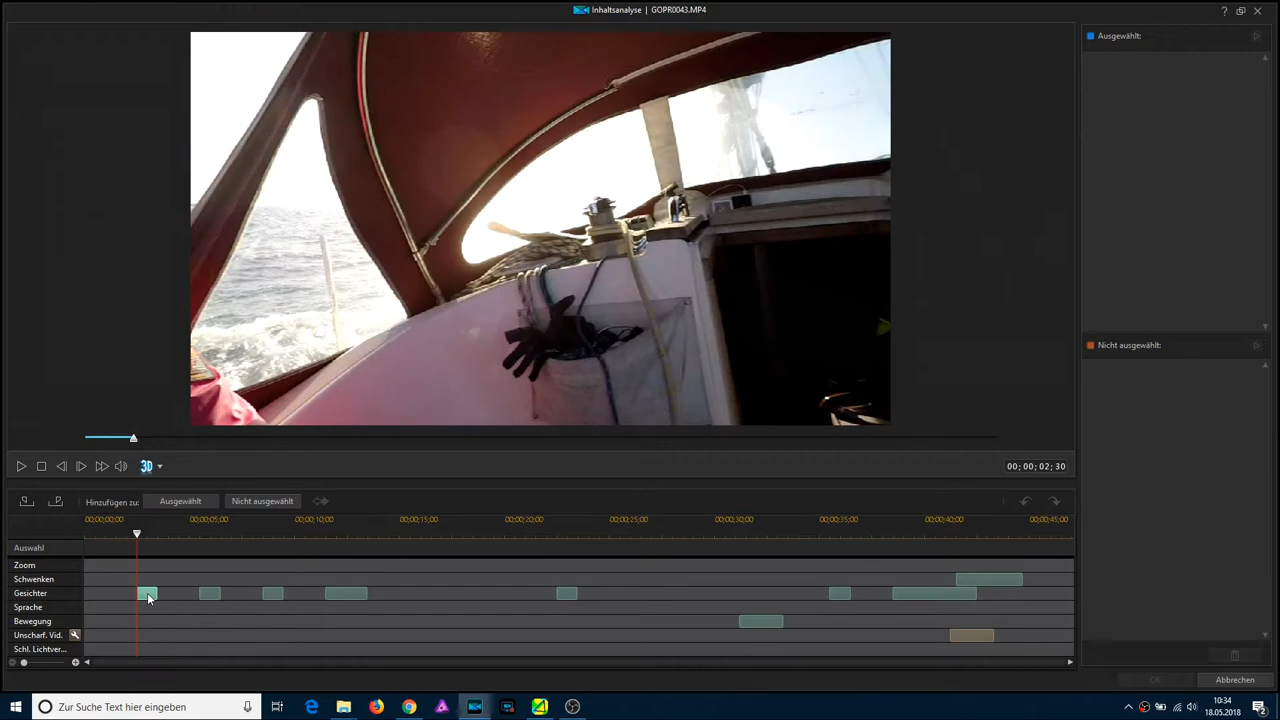 Inhaltsanalyse | GOPR0043.MP4
?
Ausgewählt:
Nicht ausgewählt:
3D
00; 00; 02; 30
Hinzufügen zu:
Ausgewählt
Nicht ausgewählt
00;00;00;00
00;00;05;00
00;00;10;00
00;00;15;00
00;00;20;00
00;00;25;00
00;00;30;00
00;00;35;00
00;00;40;00
00;00;45;00
Auswahl
Zoom
Schwenken
Gesichter
Sprache
Bewegung
Unscharf. Vid.
Schl. Lichtver...
OK
Abbrechen
Zur Suche Text hier eingeben
10:34
18.05.2018
2